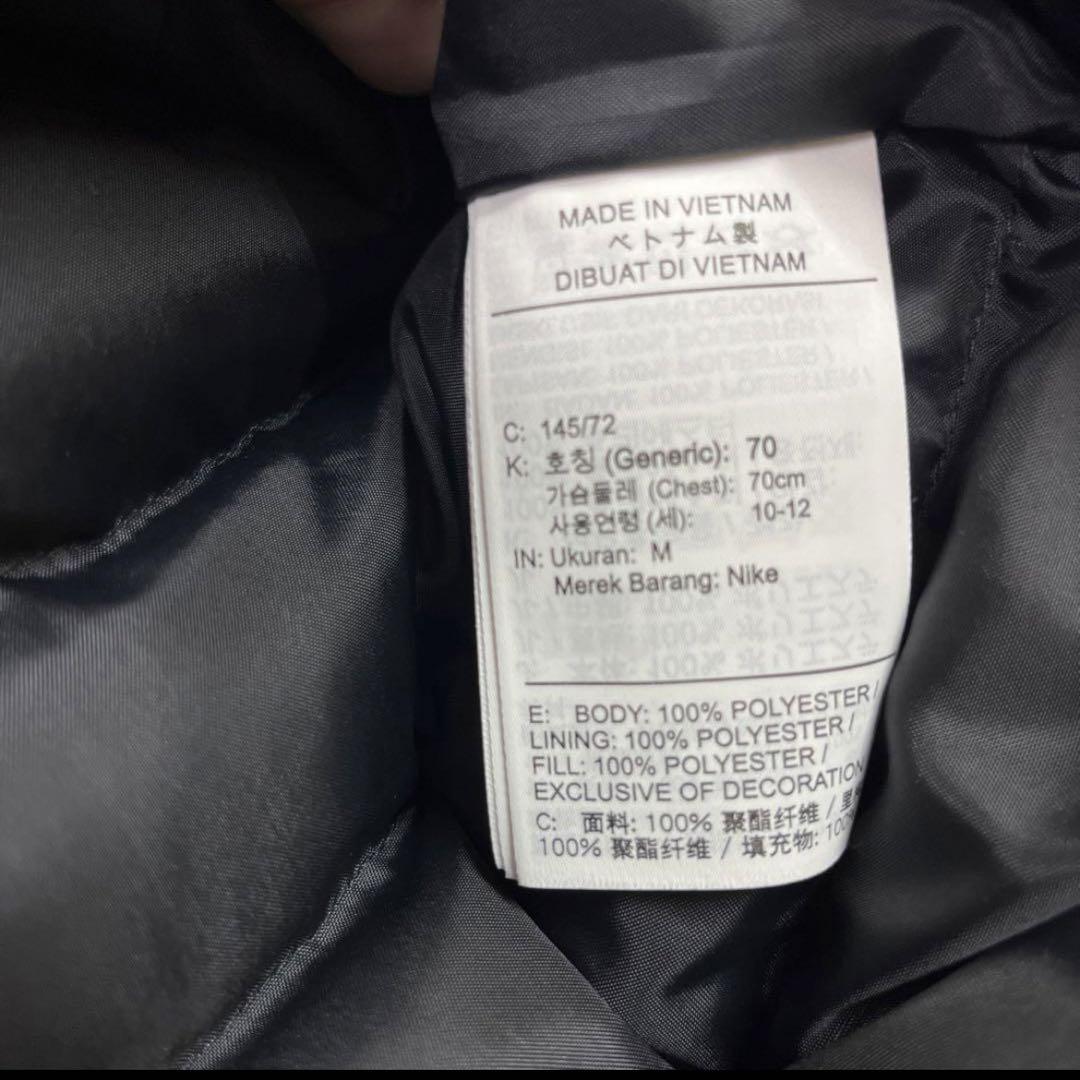 MADE IN VIETNAM
ベトナム製
DIBUAT DI VIETNAM
C: 145/72
K: 호칭 (Generic): 70
가슴둘레 (Chest): 70cm
사용연령 (세): 10-12
IN: Ukuran: M
Merek Barang: Nike
E: BODY: 100% POLYESTER /
LINING: 100% POLYESTER /
FILL: 100% POLYESTER /
EXCLUSIVE OF DECORATION
C: 面料: 100% 聚酯纤维 / 里
100% 聚酯纤维 / 填充物: 100